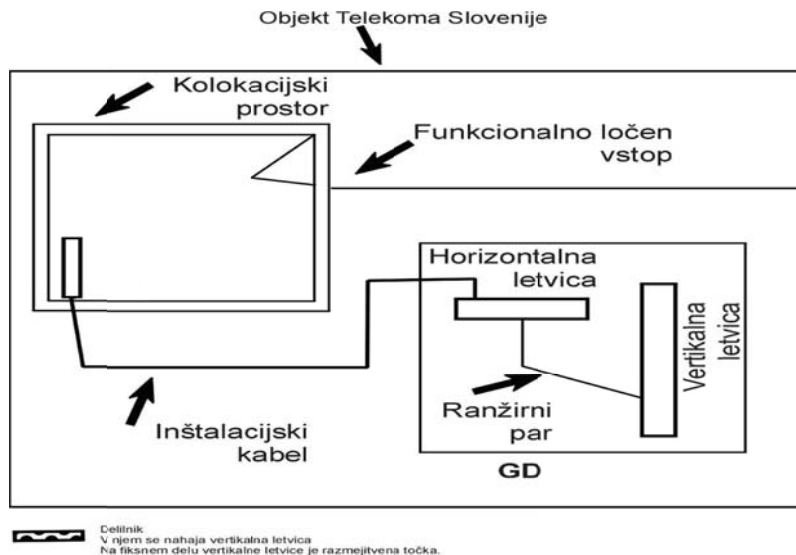 Objekt Telekoma Slovenije
Kolokacijski
prostor
Funkcionalno ločen
vstop
Horizontalna
letvica
Vertikalna
letvica
Ranžirni
par
Inštalacijski
kabel
GD
Delilnik
V njem se nahaja vertikalna letvica
Na fiksnem delu vertikalne letvice je razmejitvena točka.